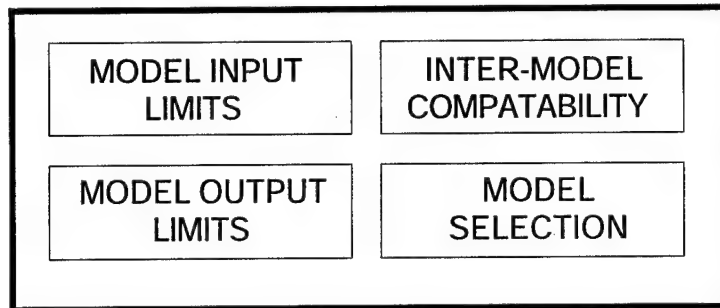 MODEL INPUT
LIMITS
INTER-MODEL
COMPATABILITY
MODEL OUTPUT
LIMITS
MODEL
SELECTION